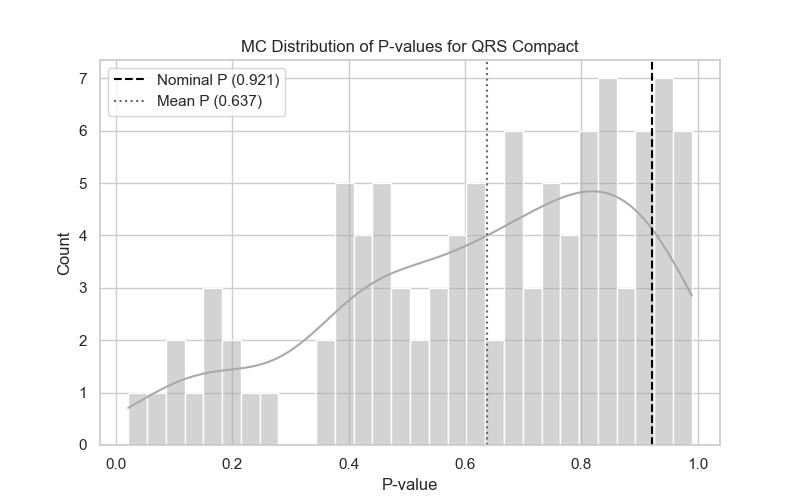 MC Distribution of P-values for QRS Compact
Nominal P (0.921)
Mean P (0.637)
7
6
5
4
3
2
1
0
Count
0.0 0.2 0.4 0.6 0.8 1.0
P-value